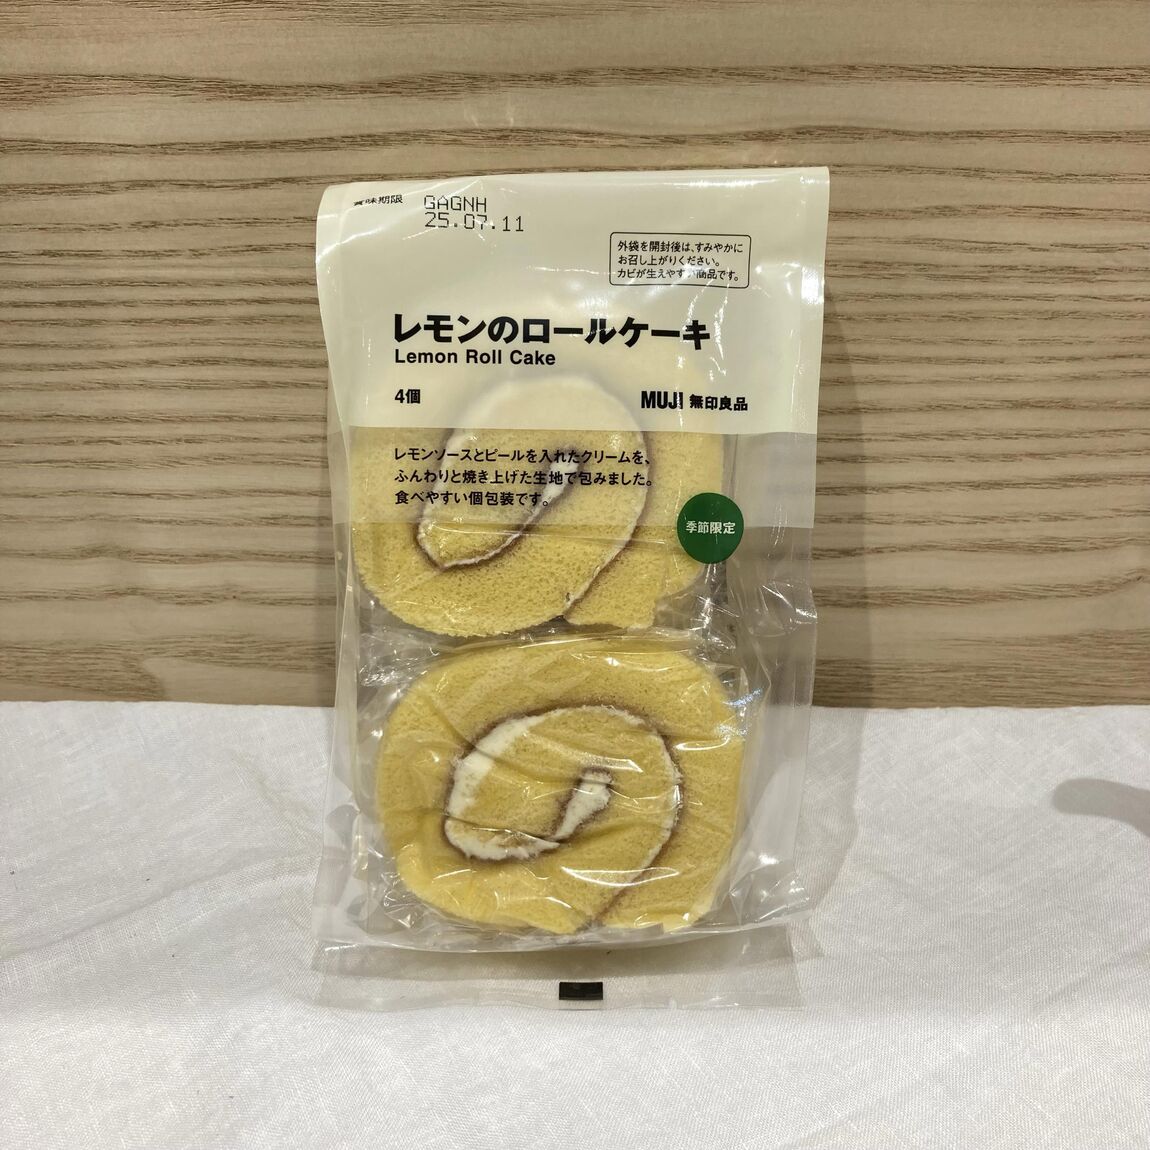 賞味期限 GAGNH
25.07.11
外袋を開封後は、すみやかに
お召し上がりください。
カビが生えやすい商品です。
レモンのロールケーキ
Lemon Roll Cake
4個
MUJI 無印良品
レモンソースとピールを入れたクリームを、
ふんわりと焼き上げた生地で包みました。
食べやすい個包装です。
季節限定